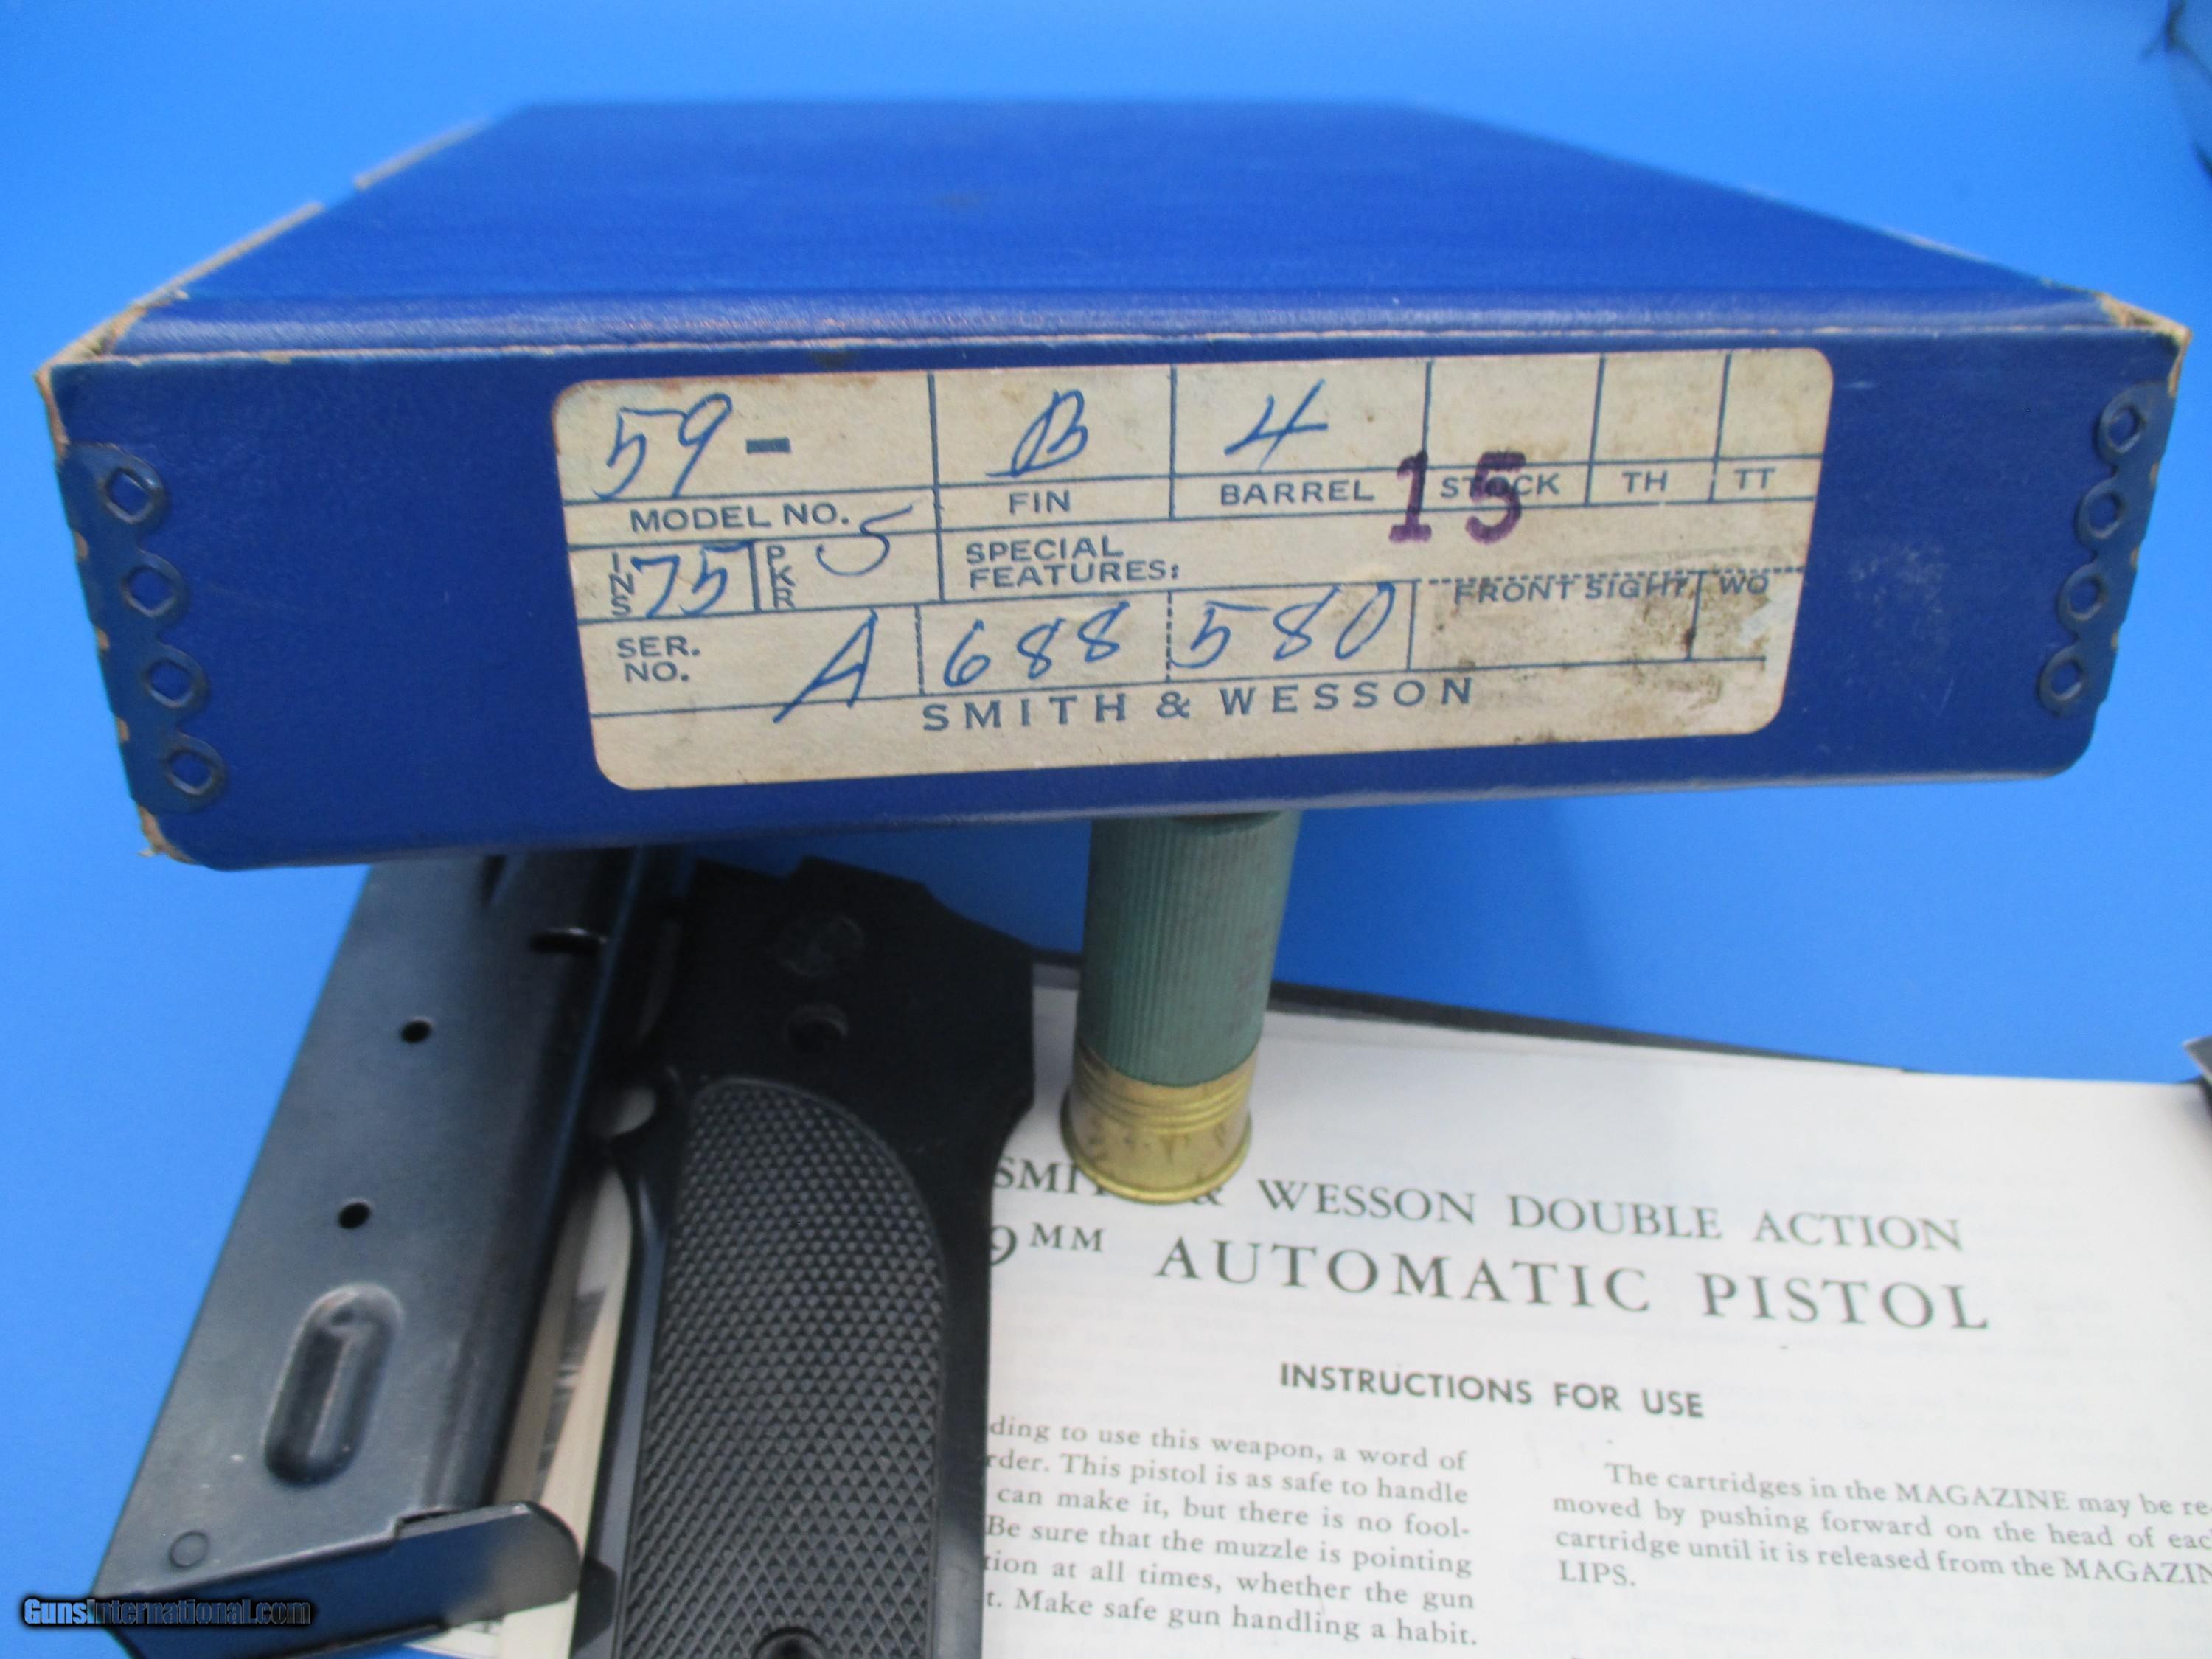 59 - B 4
MODEL NO. FIN BARREL STOCK TH TT
15
INS 75 PKR 5 SPECIAL
FEATURES:
FRONT SIGHT WO
SER.
NO. A 688 580
SMITH & WESSON
SMITH & WESSON DOUBLE ACTION
9MM AUTOMATIC PISTOL
INSTRUCTIONS FOR USE
ding to use this weapon, a word of
rder. This pistol is as safe to handle
can make it, but there is no fool-
Be sure that the muzzle is pointing
tion at all times, whether the gun
t. Make safe gun handling a habit.
The cartridges in the MAGAZINE may be re-
moved by pushing forward on the head of eac
cartridge until it is released from the MAGAZIN
LIPS.
GunsInternational.com